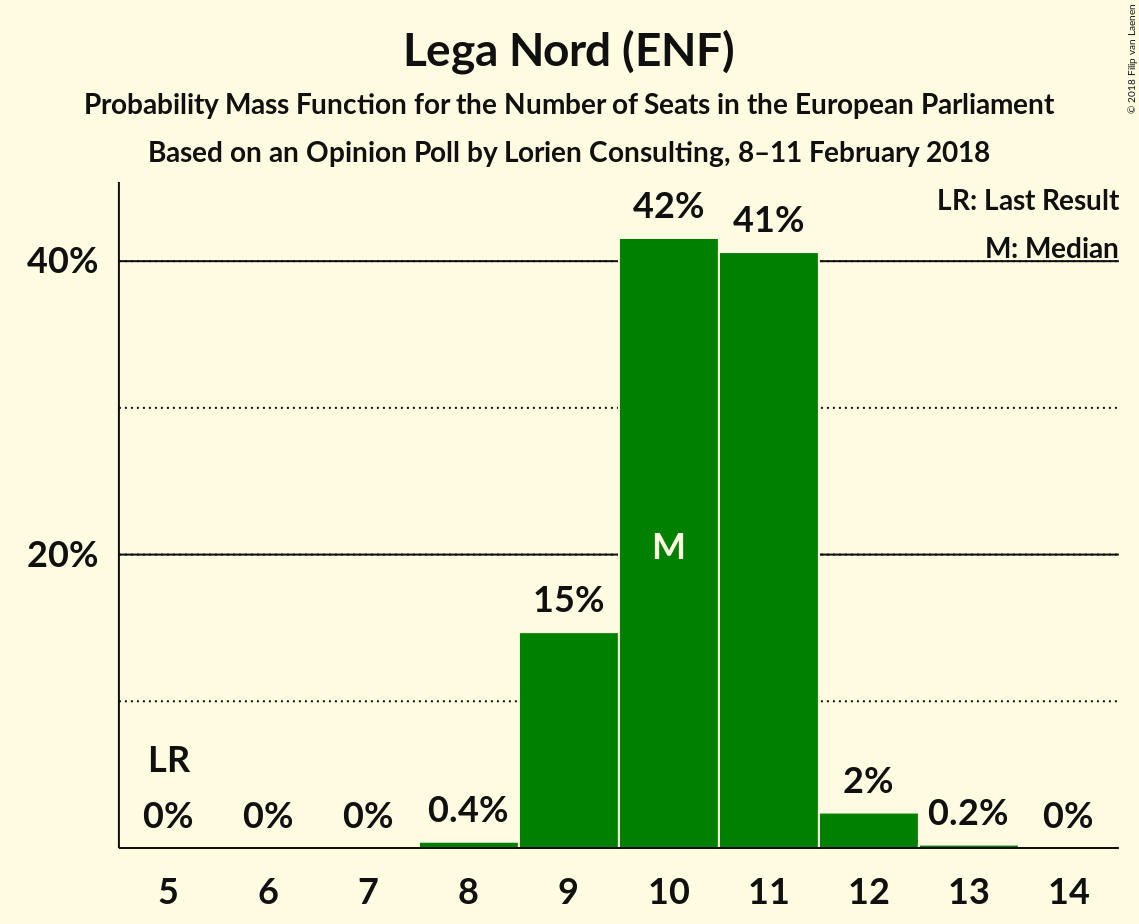 Lega Nord (ENF)
Probability Mass Function for the Number of Seats in the European Parliament
Based on an Opinion Poll by Lorien Consulting, 8–11 February 2018
© 2018 Filip van Laenen
LR: Last Result
M: Median
40%
20%
LR
0%
0%
0%
0.4%
15%
42%
M
41%
2%
0.2%
0%
5 6 7 8 9 10 11 12 13 14